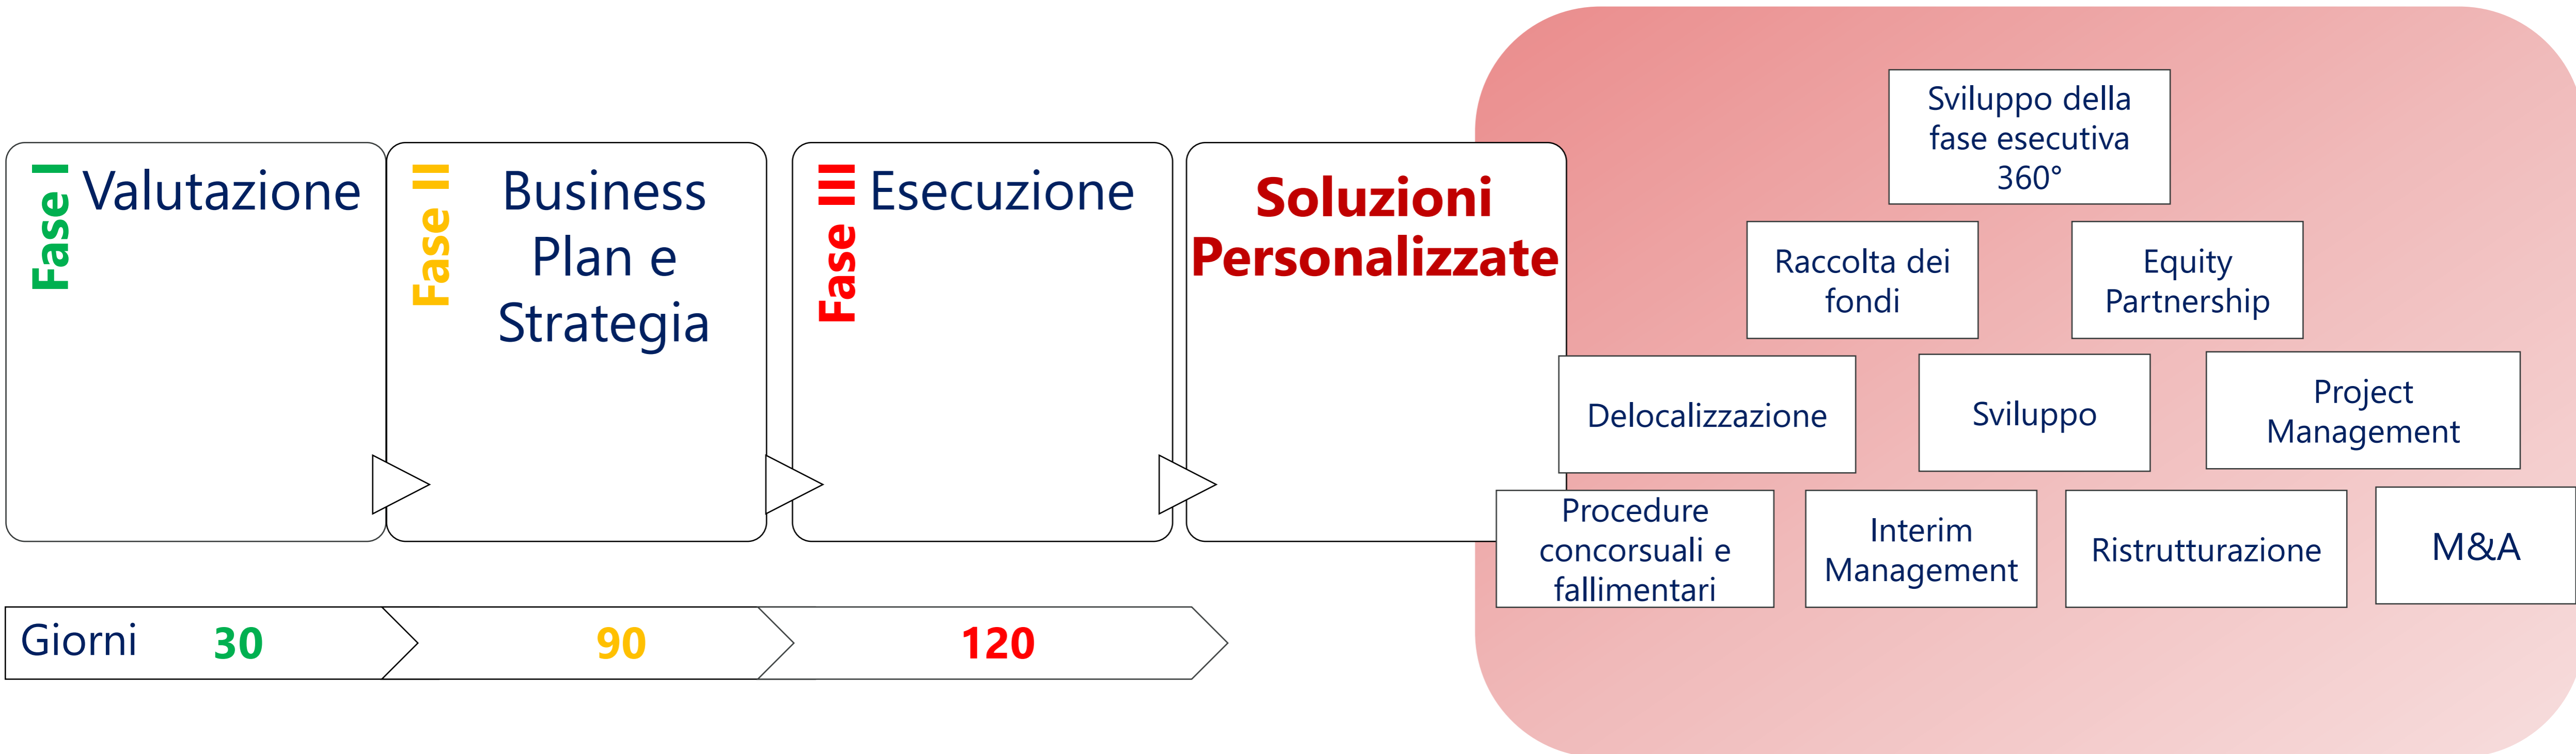 Fase I
Valutazione
Fase II
Business
Plan e
Strategia
Fase III
Esecuzione
Soluzioni
Personalizzate
Giorni
30
90
120
Sviluppo della
fase esecutiva
360°
Raccolta dei
fondi
Equity
Partnership
Delocalizzazione
Sviluppo
Project
Management
Procedure
concorsuali e
fallimentari
Interim
Management
Ristrutturazione
M&A